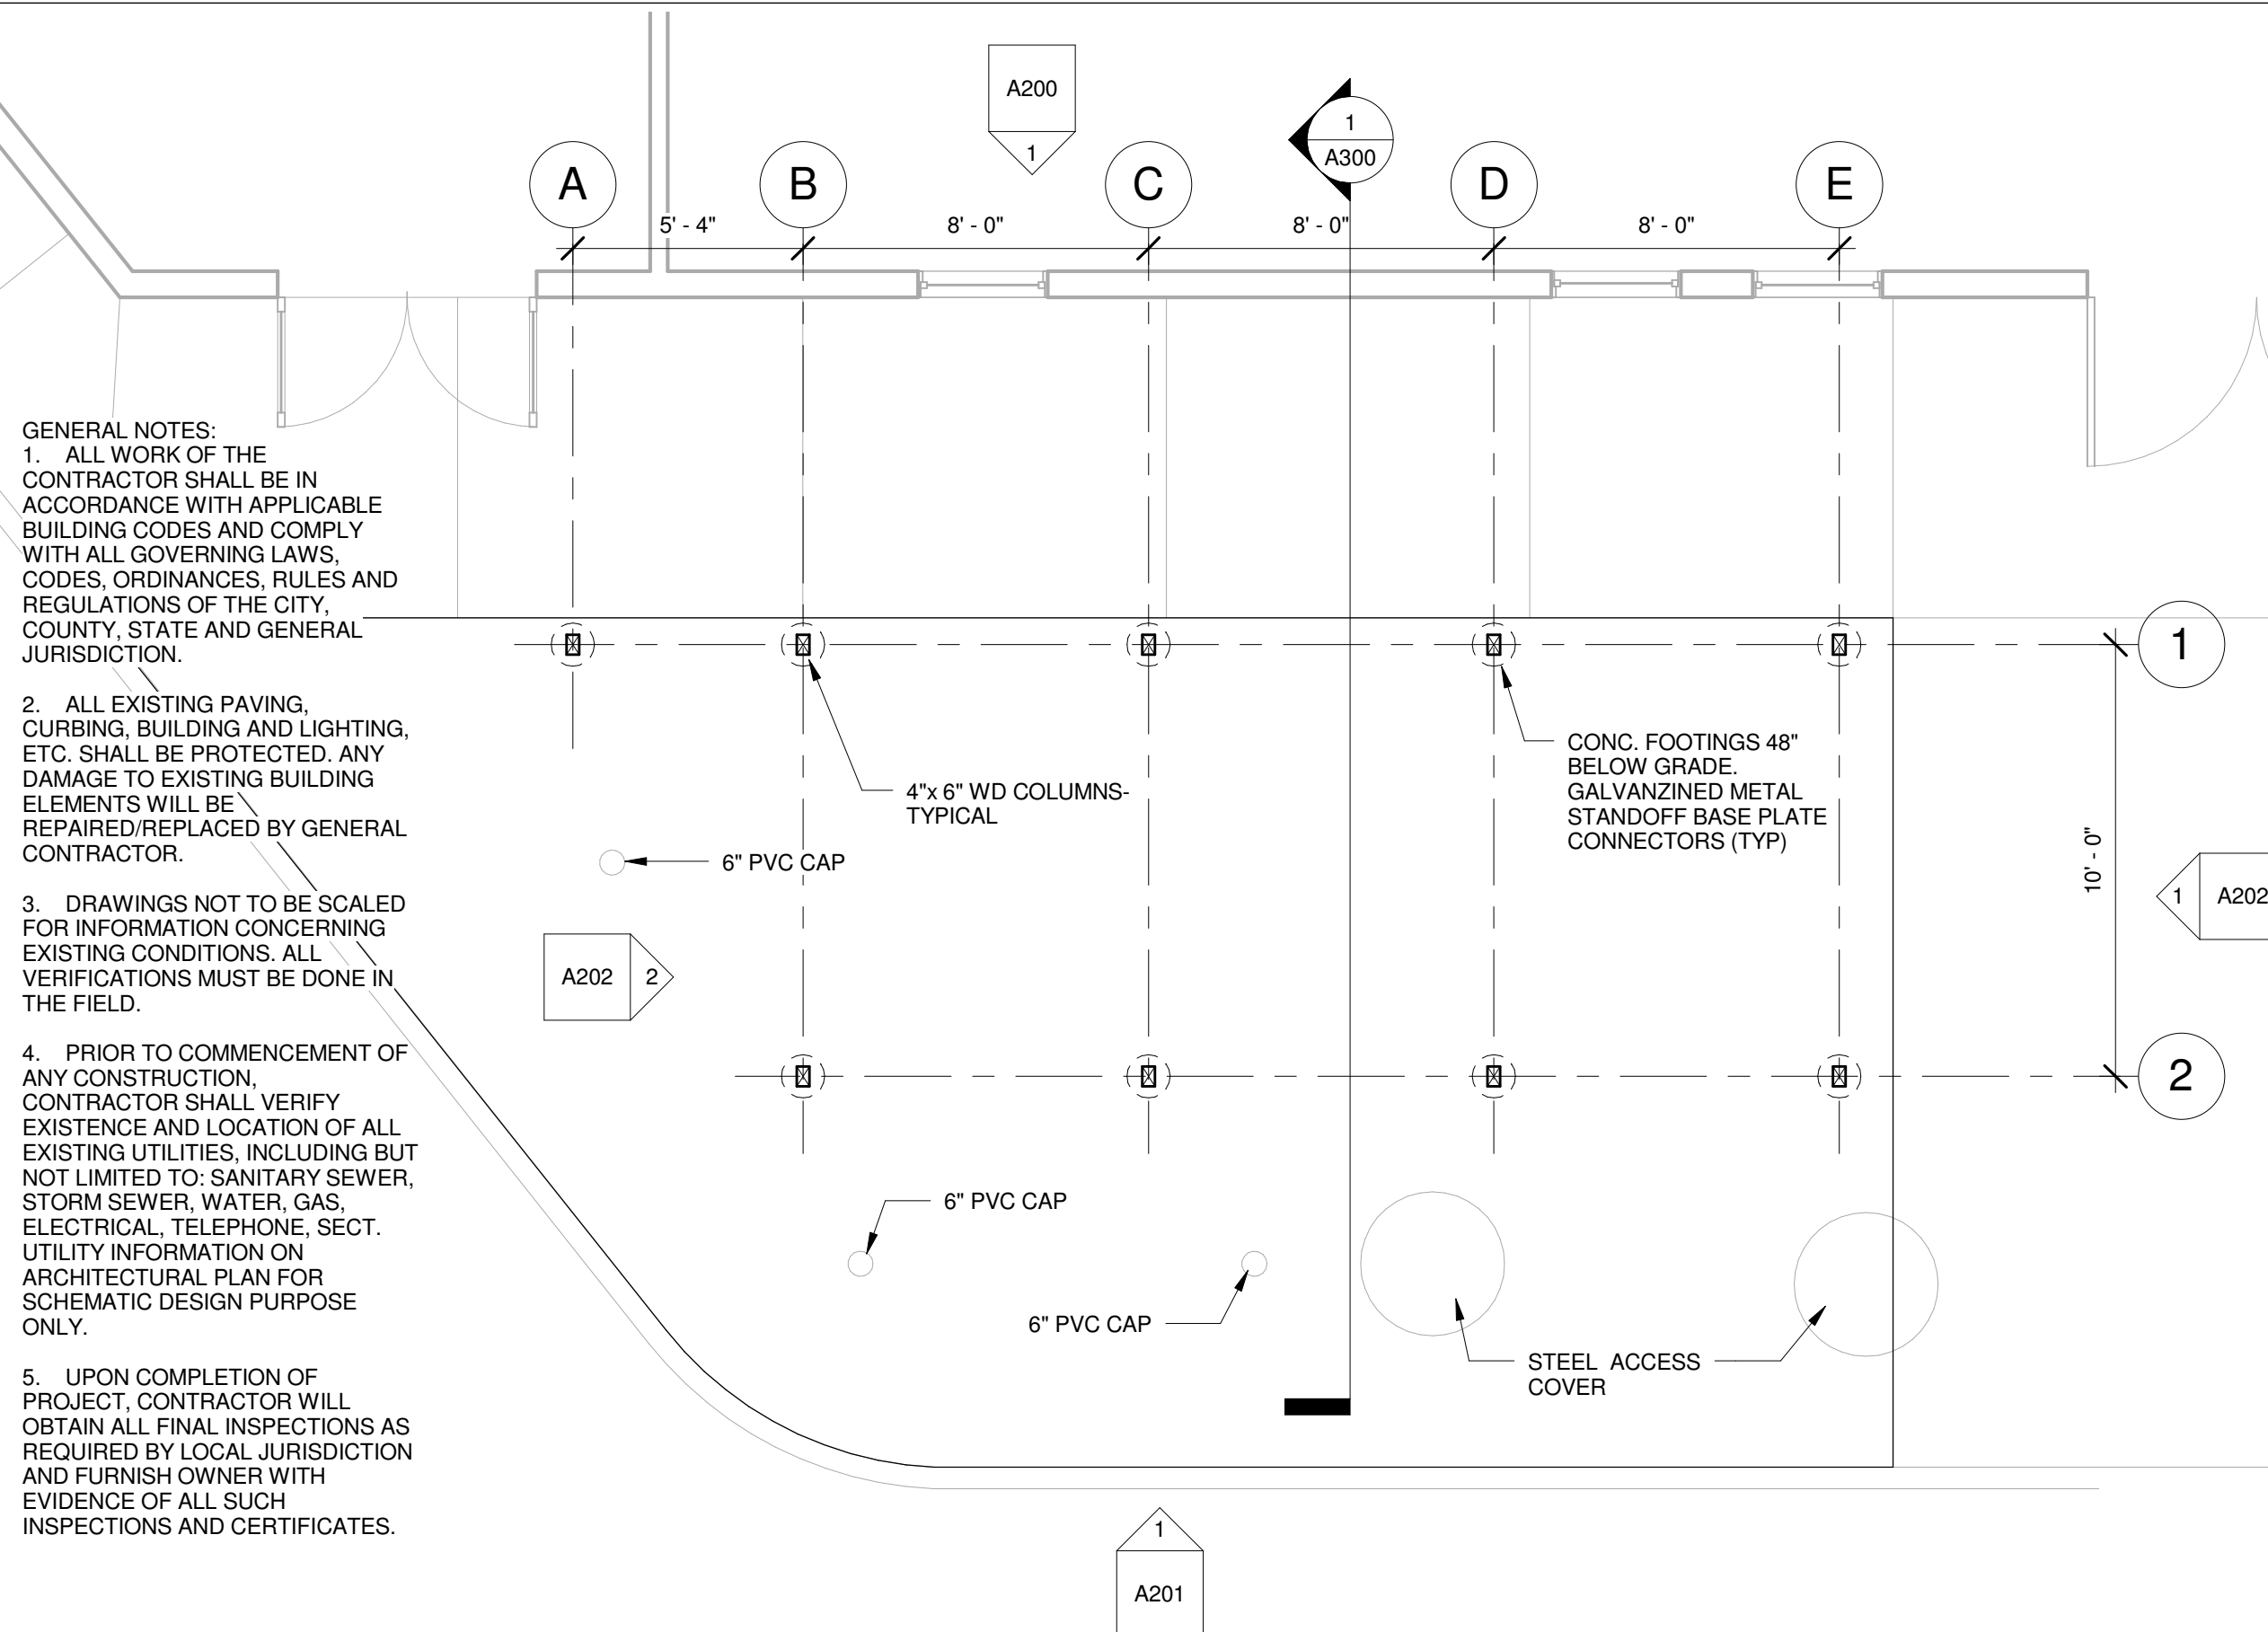 A200
1
1
A300
A
B
C
D
E
5' - 4"
8' - 0"
8' - 0"
8' - 0"
GENERAL NOTES:
1. ALL WORK OF THE
CONTRACTOR SHALL BE IN
ACCORDANCE WITH APPLICABLE
BUILDING CODES AND COMPLY
WITH ALL GOVERNING LAWS,
CODES, ORDINANCES, RULES AND
REGULATIONS OF THE CITY,
COUNTY, STATE AND GENERAL
JURISDICTION.
2. ALL EXISTING PAVING,
CURBING, BUILDING AND LIGHTING,
ETC. SHALL BE PROTECTED. ANY
DAMAGE TO EXISTING BUILDING
ELEMENTS WILL BE
REPAIRED/REPLACED BY GENERAL
CONTRACTOR.
3. DRAWINGS NOT TO BE SCALED
FOR INFORMATION CONCERNING
EXISTING CONDITIONS. ALL
VERIFICATIONS MUST BE DONE IN
THE FIELD.
4. PRIOR TO COMMENCEMENT OF
ANY CONSTRUCTION,
CONTRACTOR SHALL VERIFY
EXISTENCE AND LOCATION OF ALL
EXISTING UTILITIES, INCLUDING BUT
NOT LIMITED TO: SANITARY SEWER,
STORM SEWER, WATER, GAS,
ELECTRICAL, TELEPHONE, SECT.
UTILITY INFORMATION ON
ARCHITECTURAL PLAN FOR
SCHEMATIC DESIGN PURPOSE
ONLY.
5. UPON COMPLETION OF
PROJECT, CONTRACTOR WILL
OBTAIN ALL FINAL INSPECTIONS AS
REQUIRED BY LOCAL JURISDICTION
AND FURNISH OWNER WITH
EVIDENCE OF ALL SUCH
INSPECTIONS AND CERTIFICATES.
1
4"x 6" WD COLUMNS-
TYPICAL
CONC. FOOTINGS 48"
BELOW GRADE.
GALVANZINED METAL
STANDOFF BASE PLATE
CONNECTORS (TYP)
6" PVC CAP
10' - 0"
1 A202
A202 2
2
6" PVC CAP
6" PVC CAP
STEEL ACCESS
COVER
1
A201